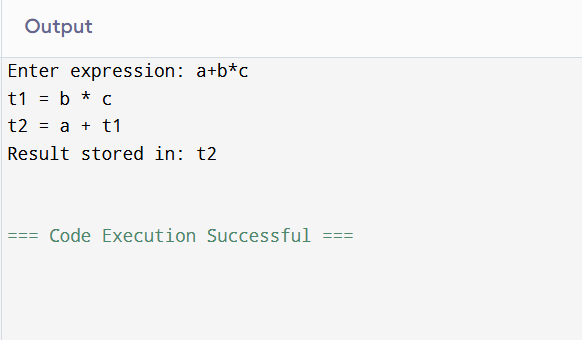 Output
Enter expression: a+b*c
t1 = b * c
t2 = a + t1
Result stored in: t2
=== Code Execution Successful ===